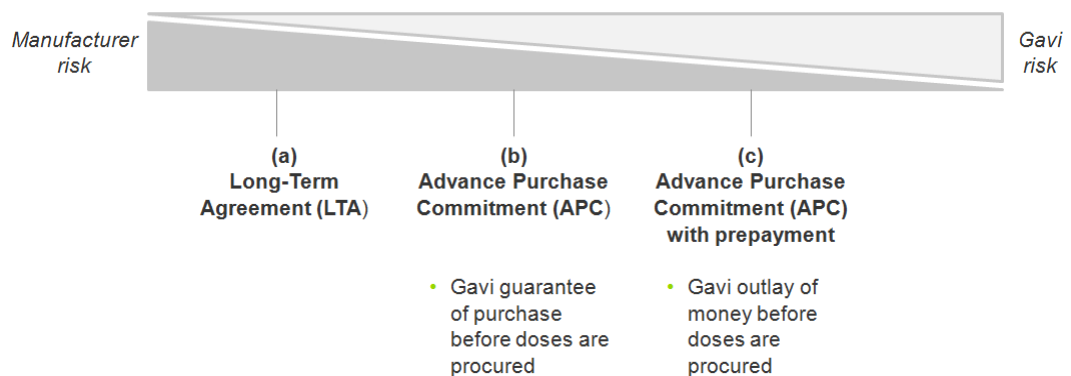 Manufacturer
risk
Gavi
risk
(a)
Long-Term
Agreement (LTA)
(b)
Advance Purchase
Commitment (APC)
• Gavi guarantee
of purchase
before doses are
procured
(c)
Advance Purchase
Commitment (APC)
with prepayment
• Gavi outlay of
money before
doses are
procured